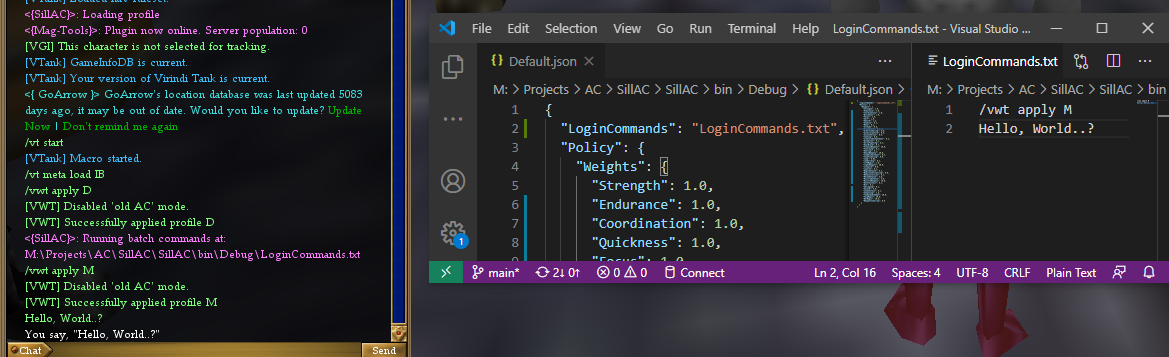 <{SillAC}>: Loading profile
<{Mag-Tools}>: Plugin now online. Server population: 0
[VGI] This character is not selected for tracking.
[VTank] GameInfoDB is current.
[VTank] Your version of Virindi Tank is current.
<{ GoArrow }> GoArrow's location database was last updated 5083
days ago, it may be out of date. Would you like to update? Update
Now | Don't remind me again
/vt start
[VTank] Macro started.
/vt meta load IB
/vwt apply D
[VWT] Disabled 'old AC' mode.
[VWT] Successfully applied profile D
<{SillAC}>: Running batch commands at:
M:\Projects\AC\SillAC\SillAC\bin\Debug\LoginCommands.txt
/vwt apply M
[VWT] Disabled 'old AC' mode.
[VWT] Successfully applied profile M
Hello, World..?
You say, "Hello, World..?"
Chat
Send
File Edit Selection View Go Run Terminal Help LoginCommands.txt - Visual Studio ...
{} Default.json
M: > Projects > AC > SillAC > SillAC > bin > Debug > {} Default.json >
1 {
2 "LoginCommands": "LoginCommands.txt",
3 "Policy": {
4 "Weights": {
5 "Strength": 1.0,
6 "Endurance": 1.0,
7 "Coordination": 1.0,
8 "Quickness": 1.0,
LoginCommands.txt
M: > Projects > AC > SillAC > SillAC > bin
1 /vwt apply M
2 Hello, World..?
1
main* 2↓ 0↑ 0 0 Connect Ln 2, Col 16 Spaces: 4 UTF-8 CRLF Plain Text